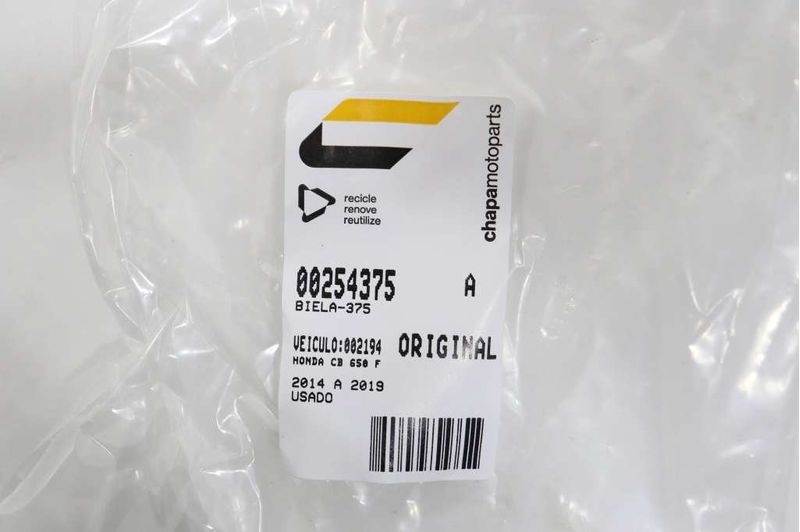 chapamotoparts
recicle
renove
reutilize
00254375 A
BIELA-375
VEICULO:002194 ORIGINAL
HONDA CB 650 F
2014 A 2019
USADO